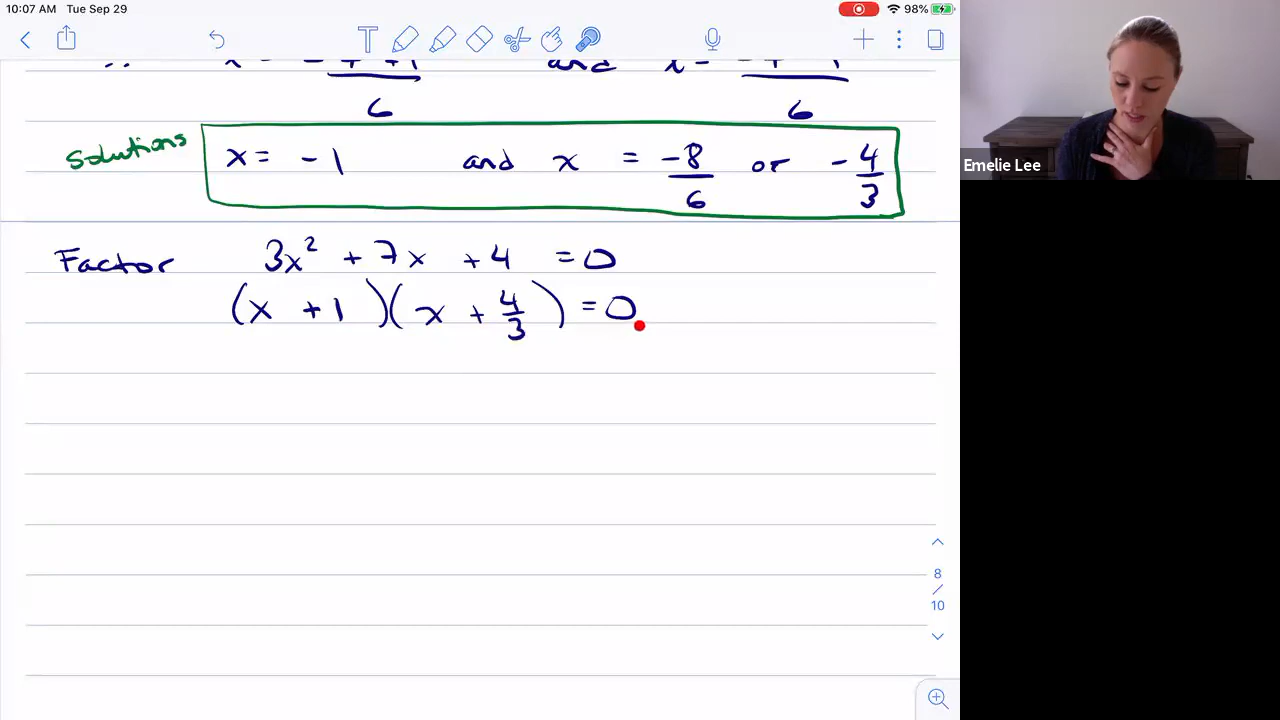 10:07 AM Tue Sep 29
98%
T
and
6
6
Solutions x = -1 and x = -8/6 or -4/3
Factor 3x² + 7x + 4 = 0
(x + 1)(x + 4/3) = 0
Emelie Lee
8
/
10